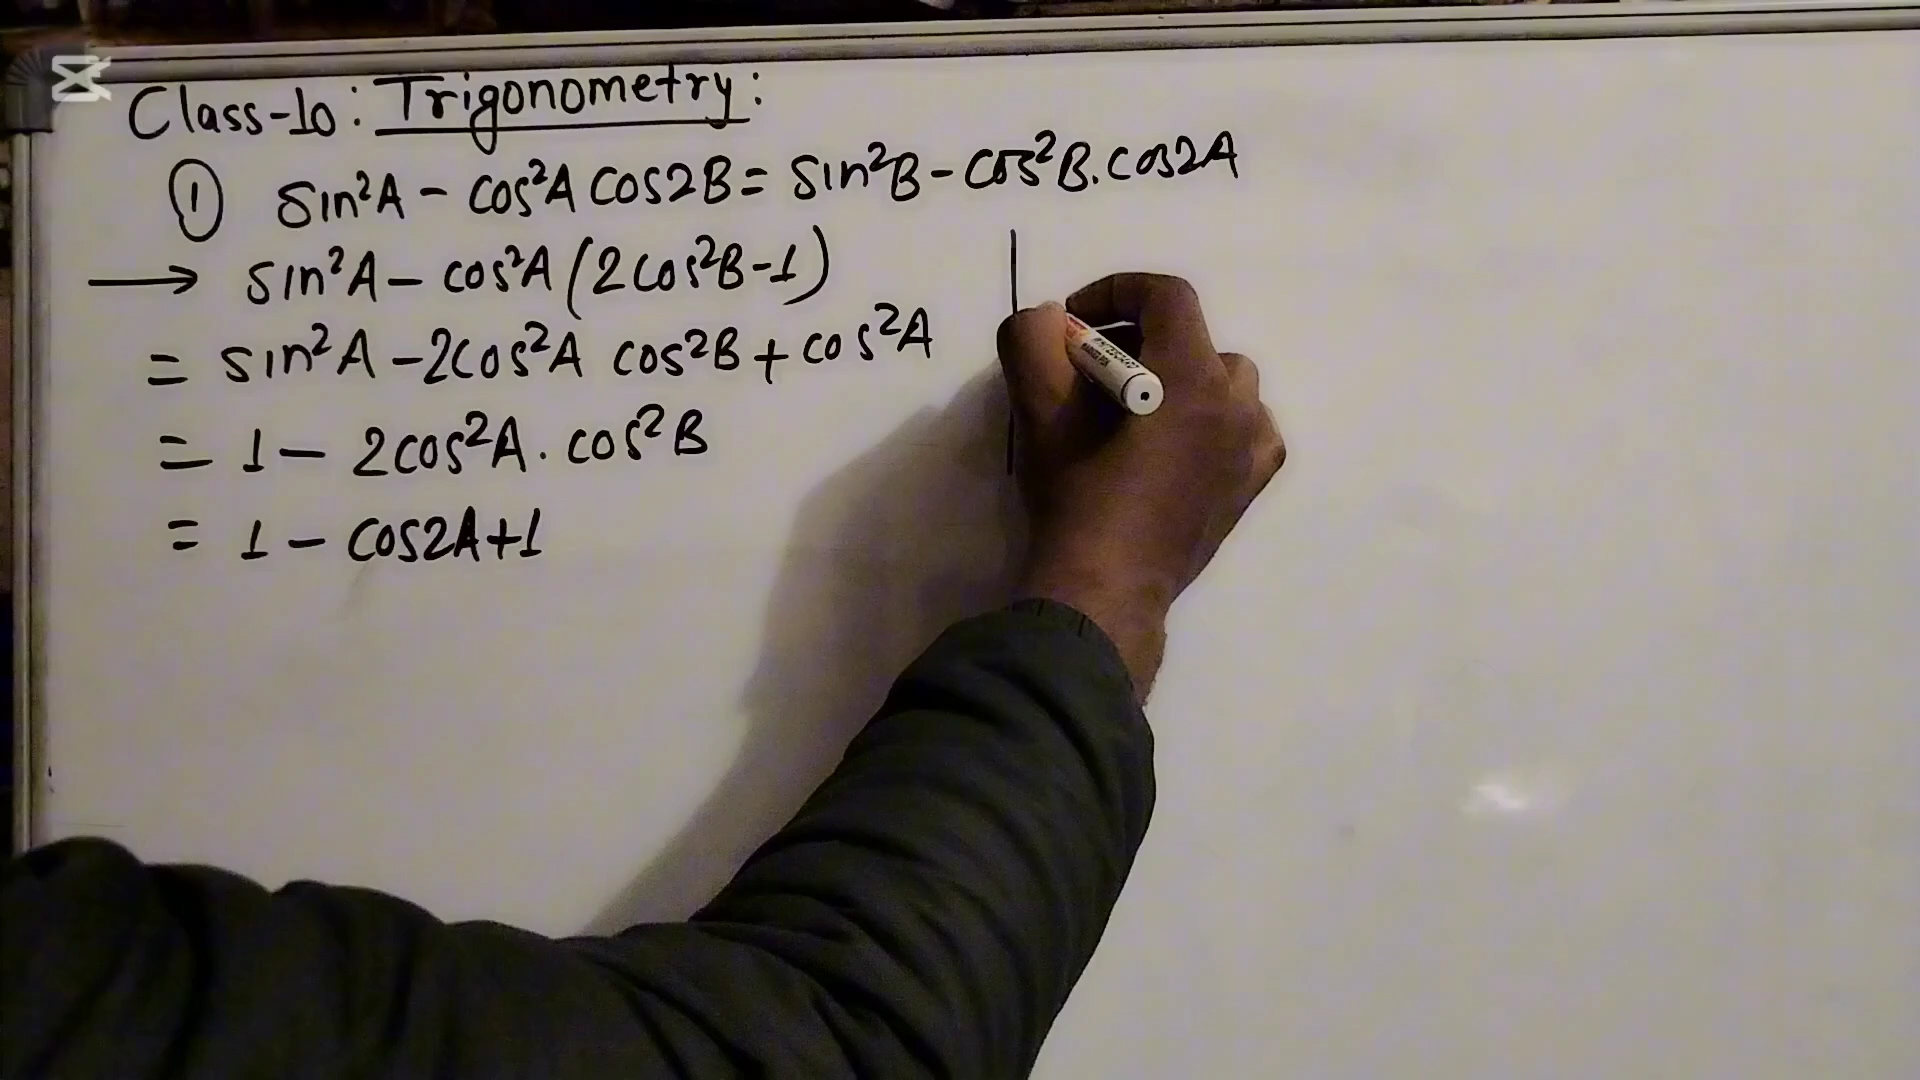 Class-10: Trigonometry:
① sin²A - cos²A cos2B = sin²B - cos²B.cos2A
→ sin²A - cos²A (2cos²B-1)
= sin²A - 2cos²A cos²B + cos²A
= 1 - 2cos²A . cos²B
= 1 - cos2A+1